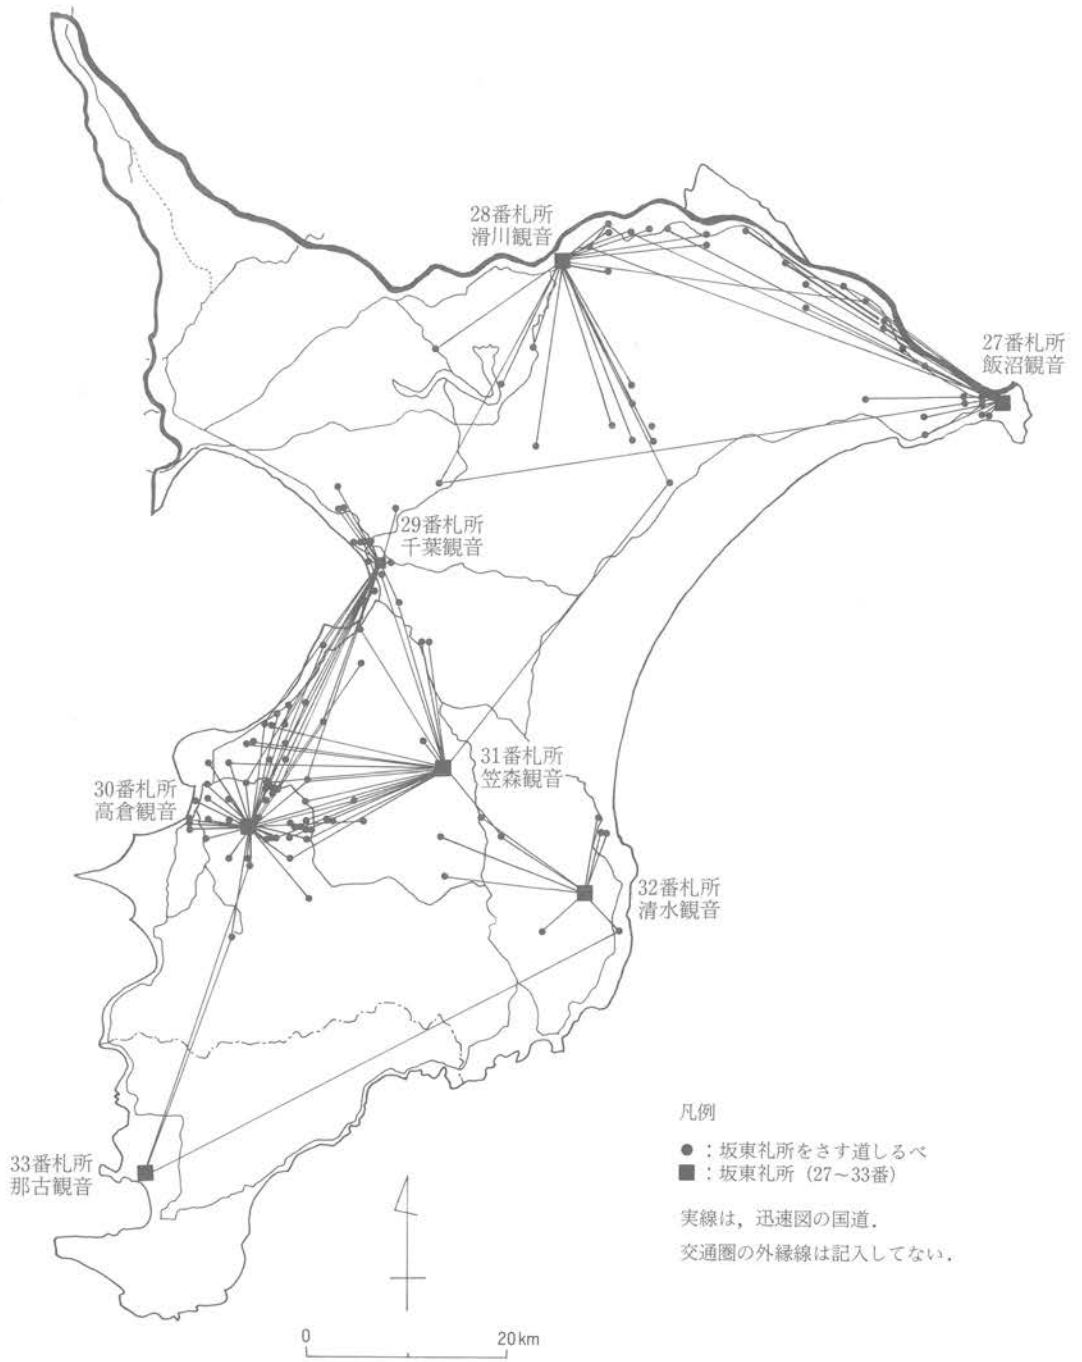 28番札所
滑川観音
27番札所
飯沼観音
29番札所
千葉観音
31番札所
笠森観音
30番札所
高倉観音
32番札所
清水観音
33番札所
那古観音
凡例
●：坂東礼所をさす道しるべ
■：坂東礼所（27～33番）
実線は，迅速図の国道．
交通圏の外縁線は記入してない．
0 20km